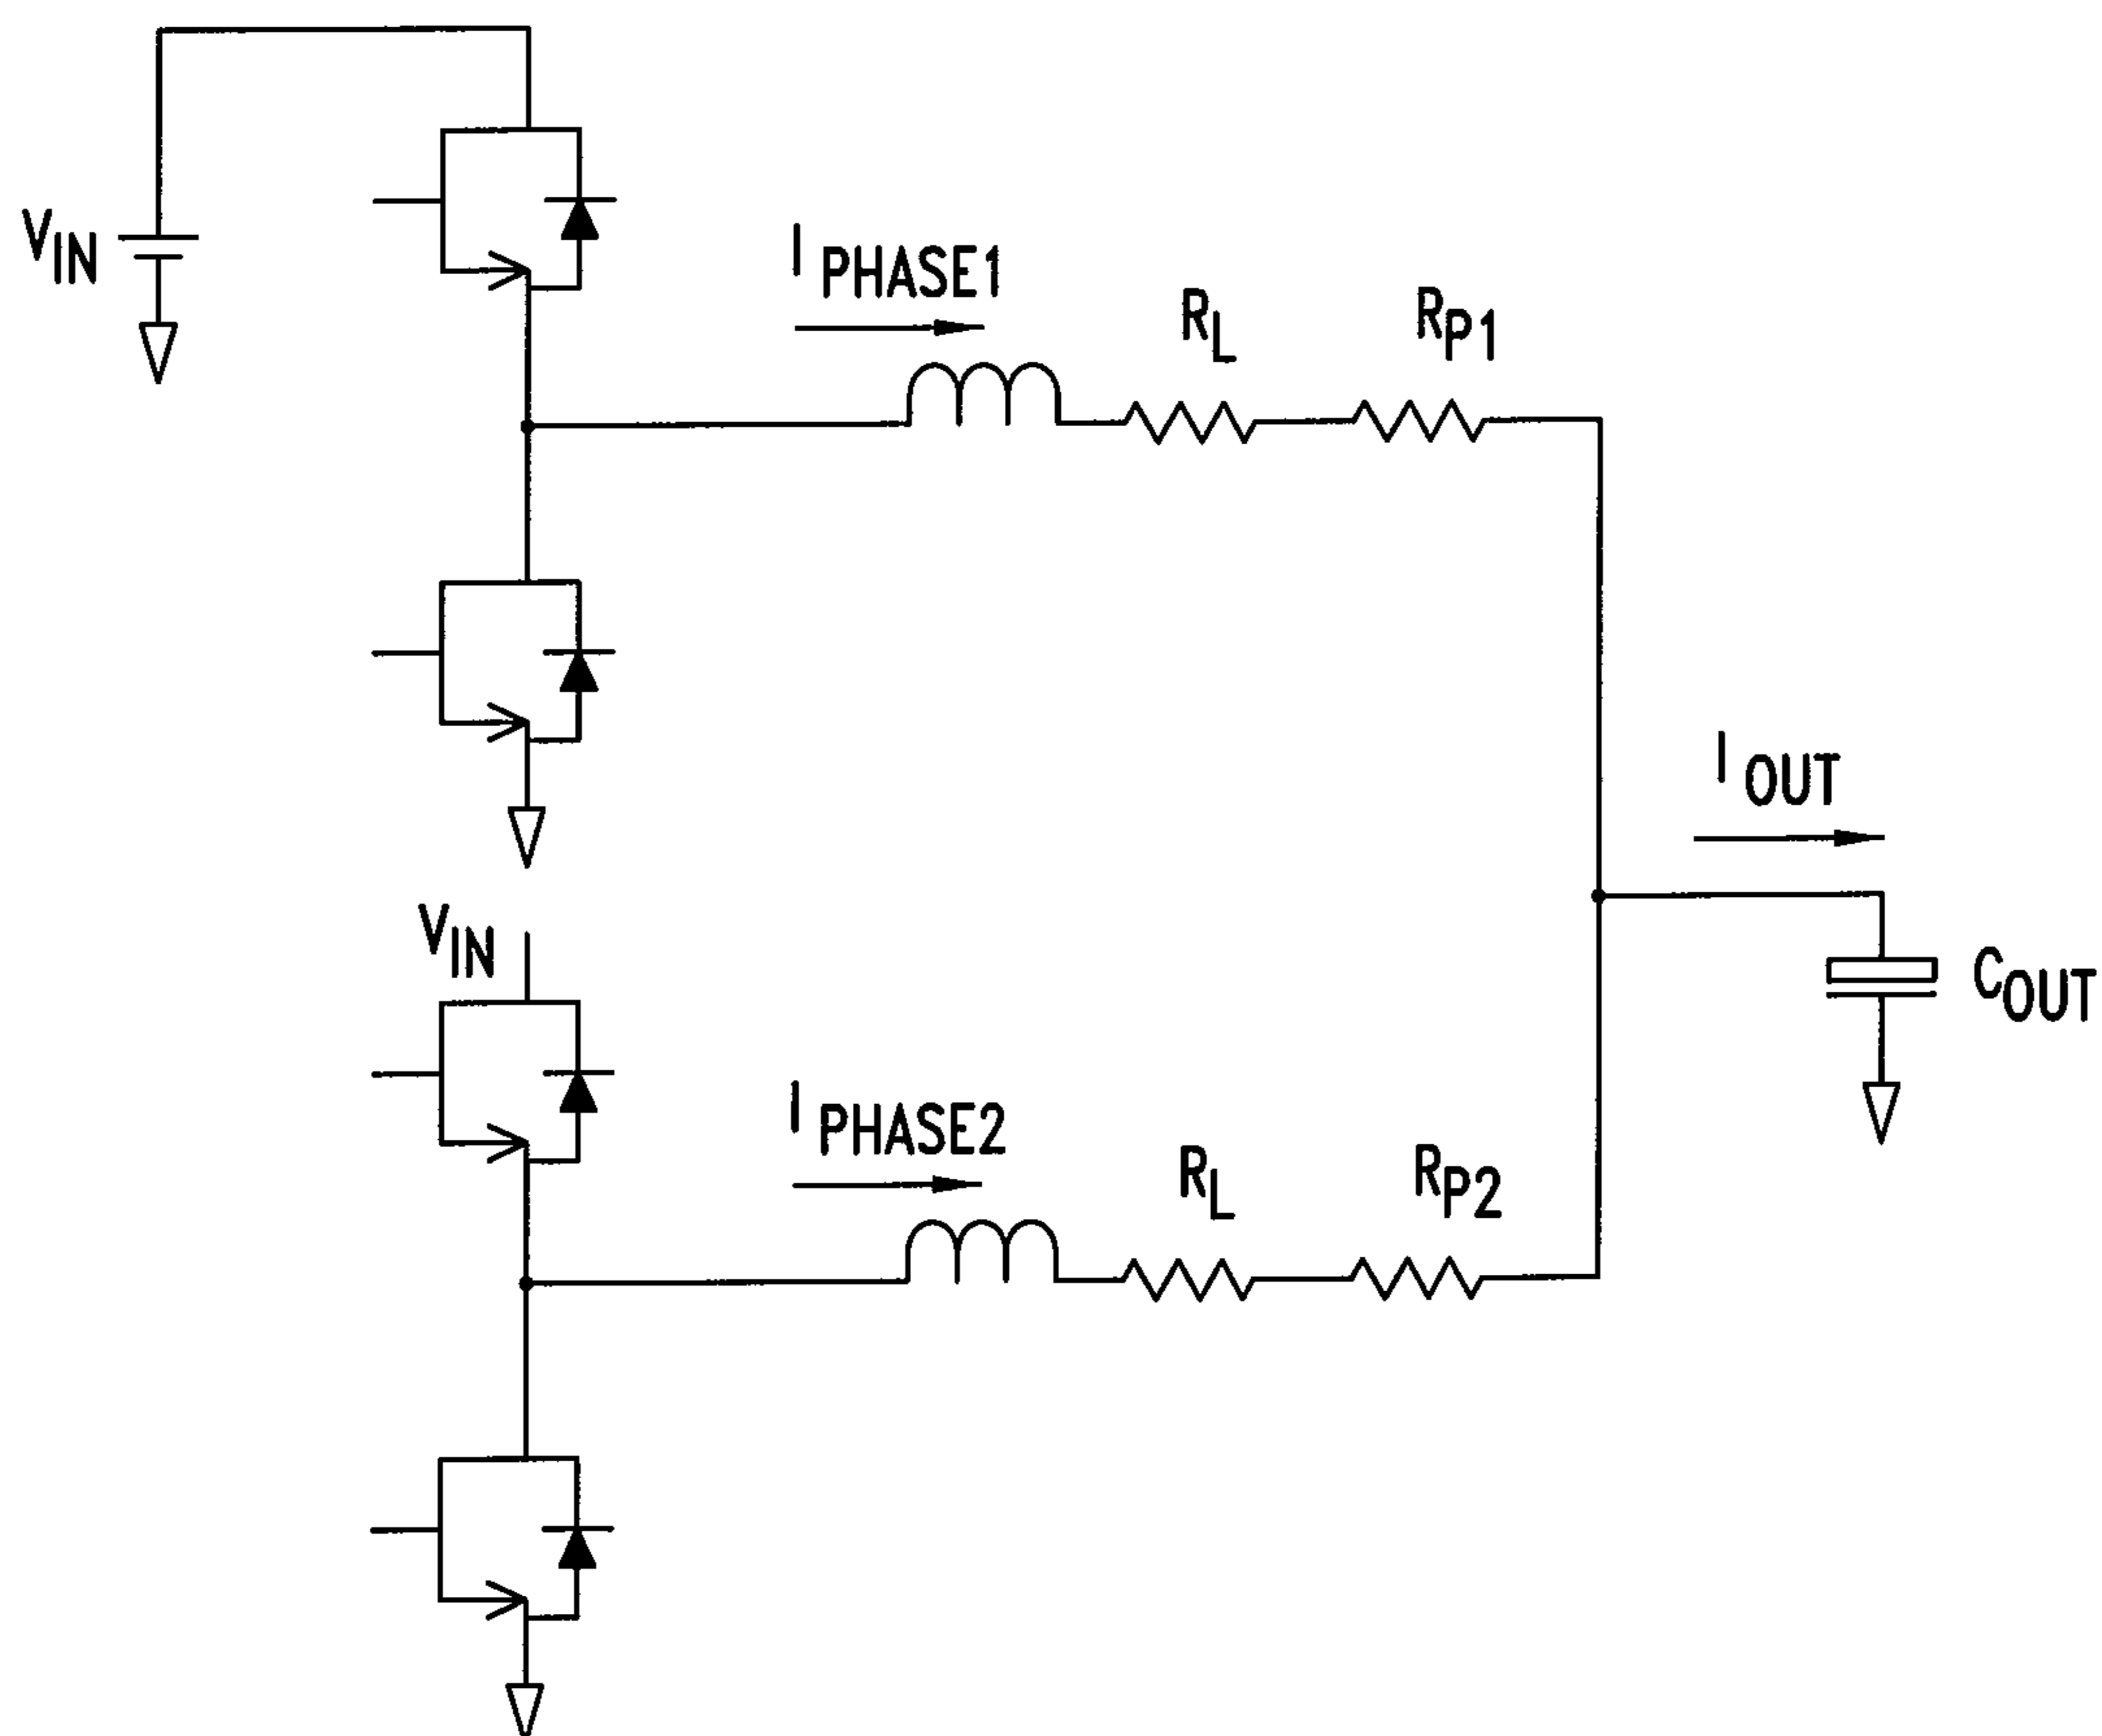 VIN
IPHASE1
RL
RP1
IOUT
VIN
COUT
IPHASE2
RL
RP2